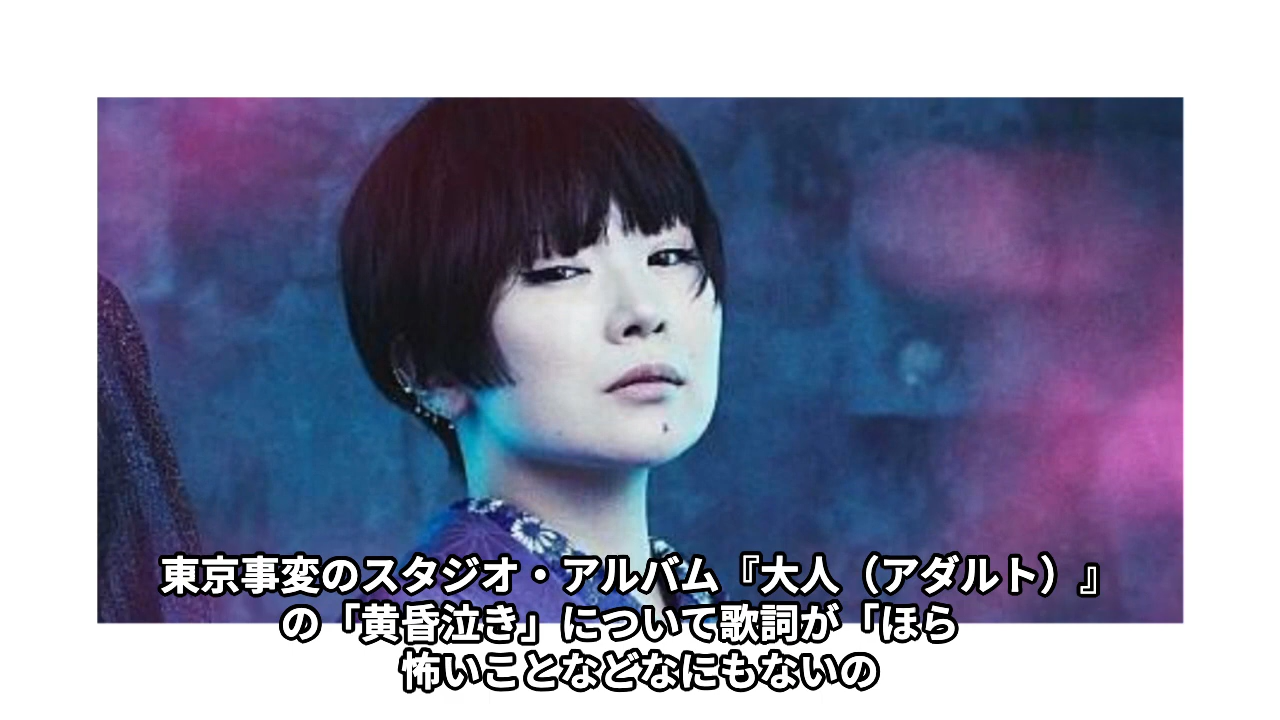 東京事変のスタジオ・アルバム『大人（アダルト）』
の「黄昏泣き」について歌詞が「ほら
怖いことなどなにもないの